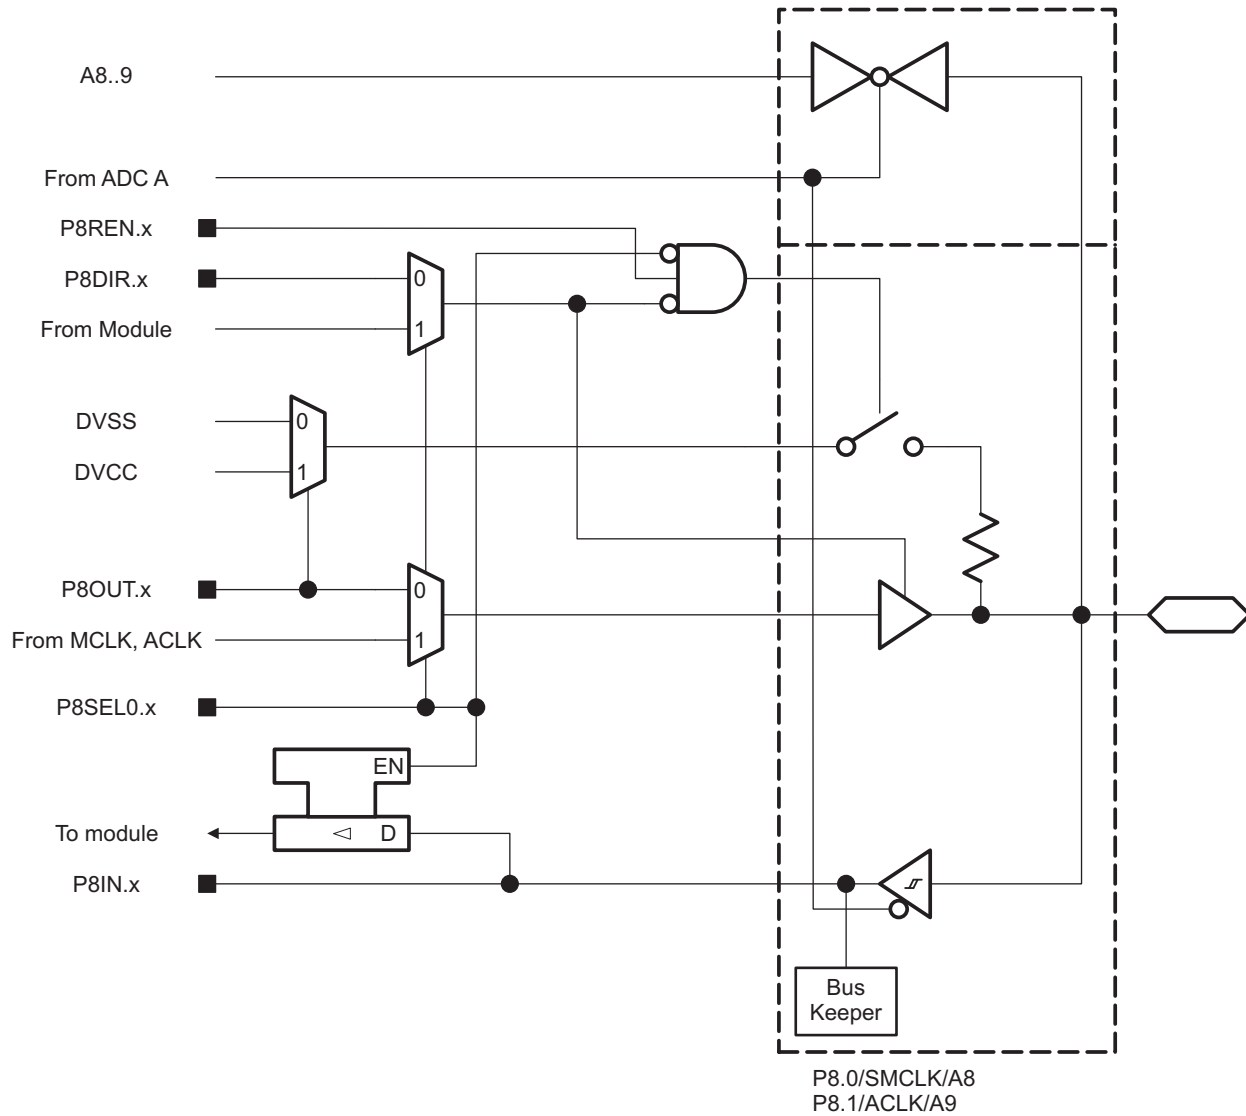 A8..9
From ADC A
P8REN.x
P8DIR.x
0
From Module
1
DVSS
0
DVCC
1
P8OUT.x
0
From MCLK, ACLK
1
P8SEL0.x
EN
To module
D
P8IN.x
Bus
Keeper
P8.0/SMCLK/A8
P8.1/ACLK/A9